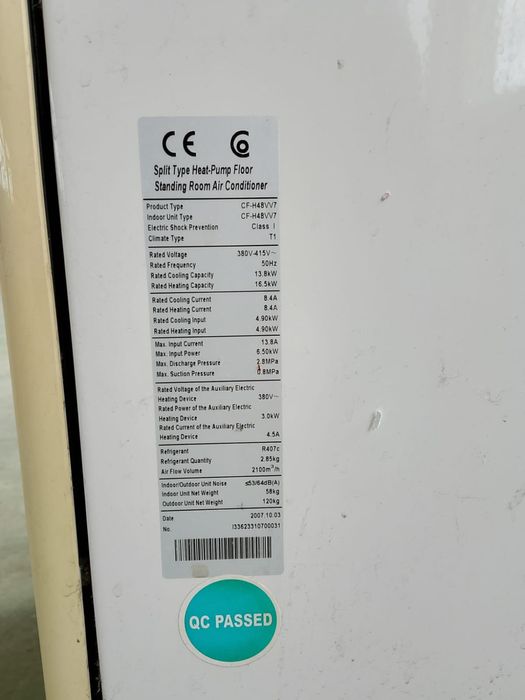 CE
Split Type Heat-Pump Floor
Standing Room Air Conditioner
Product Type CF-H48VV7
Indoor Unit Type CF-H48VV7
Electric Shock Prevention Class I
Climate Type T1
Rated Voltage 380V-415V~
Rated Frequency 50Hz
Rated Cooling Capacity 13.8kW
Rated Heating Capacity 16.5kW
Rated Cooling Current 8.4A
Rated Heating Current 8.4A
Rated Cooling Input 4.90kW
Rated Heating Input 4.90kW
Max. Input Current 13.8A
Max. Input Power 6.50kW
Max. Discharge Pressure 2.8MPa
Max. Suction Pressure 0.8MPa
Rated Voltage of the Auxiliary Electric
Heating Device 380V~
Rated Power of the Auxiliary Electric
Heating Device 3.0kW
Rated Current of the Auxiliary Electric
Heating Device 4.5A
Refrigerant R407c
Refrigerant Quantity 2.85kg
Air Flow Volume 2100m³/h
Indoor/Outdoor Unit Noise ≤53/64dB(A)
Indoor Unit Net Weight 58kg
Outdoor Unit Net Weight 120kg
Date 2007.10.03
No. I33623310700031
QC PASSED